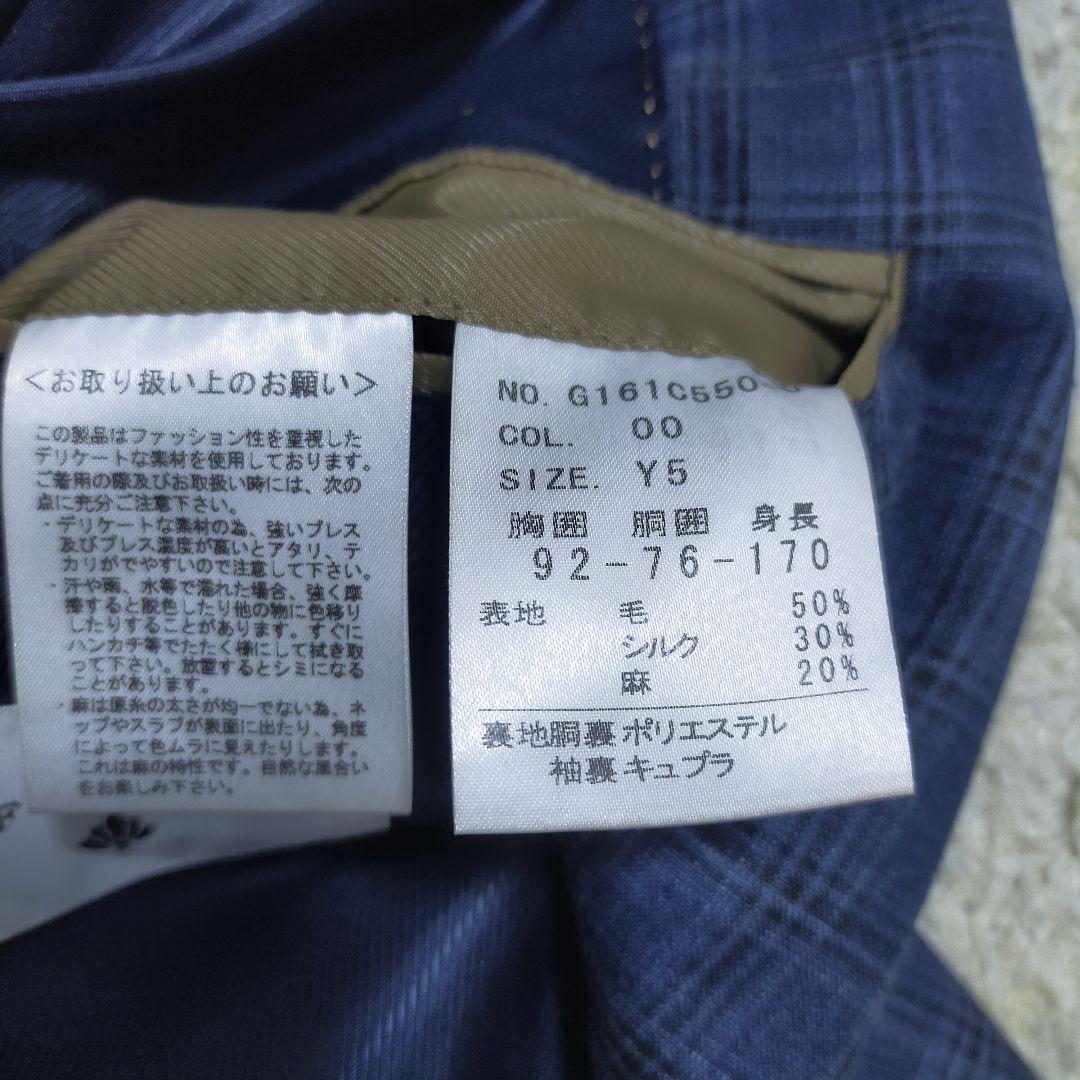 <お取り扱い上のお願い>
この製品はファッション性を重視した
デリケートな素材を使用しております。
ご着用の際及びお取扱い時には、次の
点に充分ご注意下さい。
・デリケートな素材の為、強いプレス
及びプレス温度が高いとアタリ、テ
カリがでやすいので注意して下さい。
・汗や雨、水等で濡れた場合、強く摩
擦すると脱色したり他の物に色移り
したりすることがあります。すぐに
ハンカチ等でたたく様にして拭き取
って下さい。放置するとシミになる
ことがあります。
・麻は原糸の太さが均一でない為、ネ
ップやスラブが表面に出たり、角度
によって色ムラに見えたりします。
これは麻の特性です。自然な風合い
をお楽しみ下さい。
NO. G161C550
COL. 00
SIZE. Y5
胸囲 胴囲 身長
92-76-170
表地 毛 50%
シルク 30%
麻 20%
裏地胴裏 ポリエステル
袖裏 キュプラ